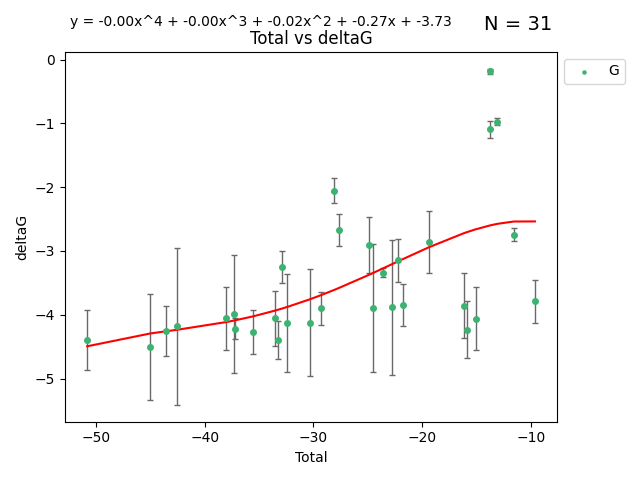 y = -0.00x^4 + -0.00x^3 + -0.02x^2 + -0.27x + -3.73
N = 31
Total vs deltaG
G
deltaG
0
−1
−2
−3
−4
−5
−50 −40 −30 −20 −10
Total